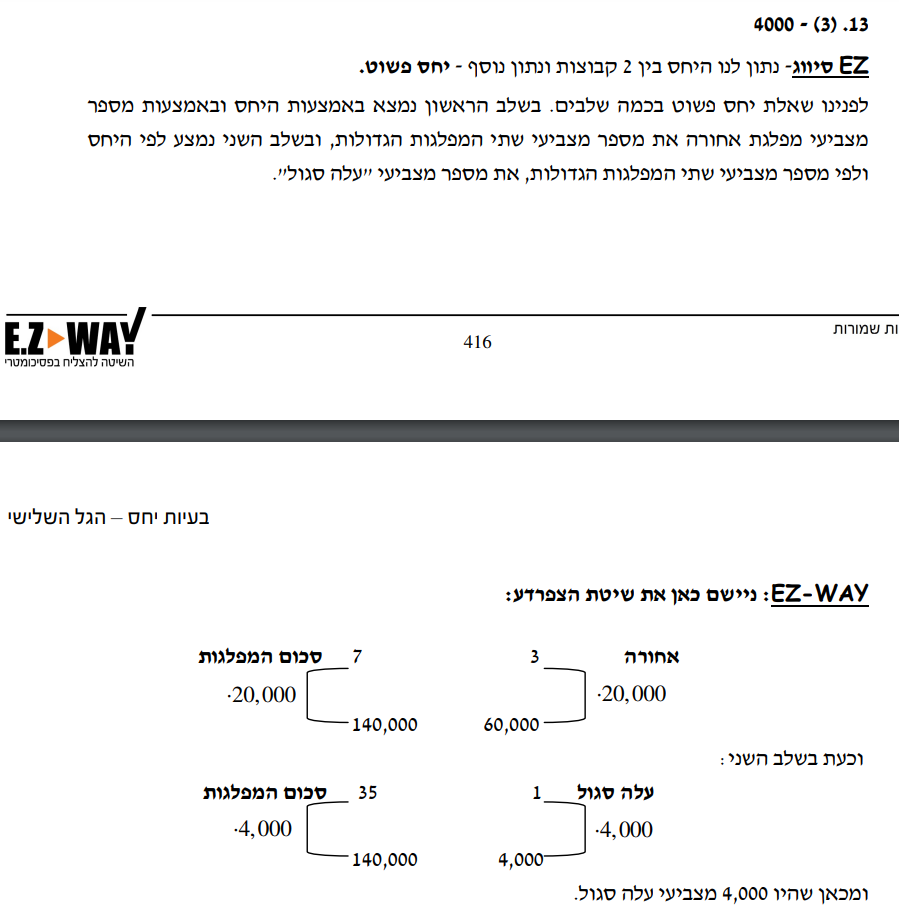 13. (3) - 4000
EZ סיווג- נתון לנו היחס בין 2 קבוצות ונתון נוסף - יחס פשוט.
לפנינו שאלת יחס פשוט בכמה שלבים. בשלב הראשון נמצא באמצעות היחס ובאמצעות מספר
מצביעי מפלגת אחורה את מספר מצביעי שתי המפלגות הגדולות, ובשלב השני נמצע לפי היחס
ולפי מספר מצביעי שתי המפלגות הגדולות, את מספר מצביעי "עלה סגול".
ות שמורות
416
E.Z WAY
השיטה להצליח בפסיכומטרי
בעיות יחס – הגל השלישי
EZ-WAY: ניישם כאן את שיטת הצפרדע:
אחורה 3 7 סכום המפלגות
·20,000 ·20,000
60,000 140,000
וכעת בשלב השני:
עלה סגול 1 35 סכום המפלגות
·4,000 ·4,000
4,000 140,000
ומכאן שהיו 4,000 מצביעי עלה סגול.